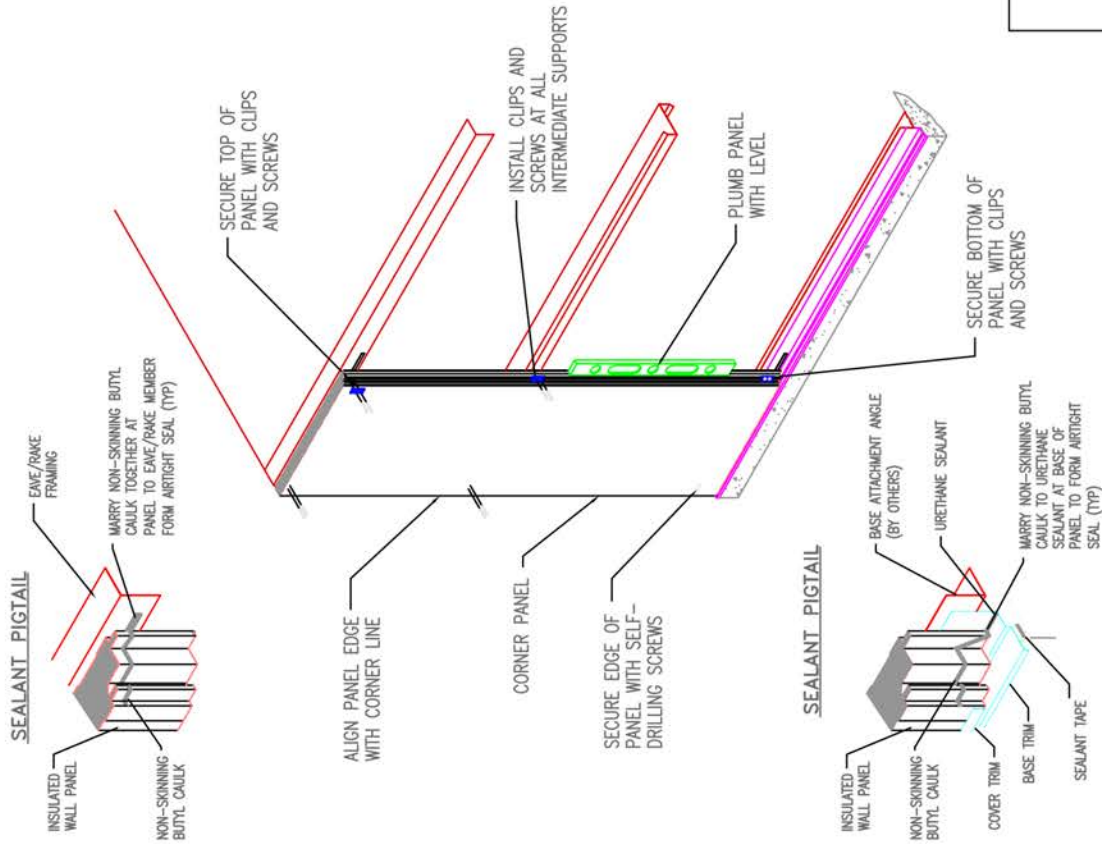 SEALANT PIGTAIL
EAVE/RAKE
FRAMING
MARRY NON-SKINNING BUTYL
CAULK TOGETHER AT
PANEL TO EAVE/RAKE MEMBER
FORM AIRTIGHT SEAL (TYP)
INSULATED
WALL PANEL
NON-SKINNING
BUTYL CAULK
SECURE TOP OF
PANEL WITH CLIPS
AND SCREWS
INSTALL CLIPS AND
SCREWS AT ALL
INTERMEDIATE SUPPORTS
PLUMB PANEL
WITH LEVEL
SECURE BOTTOM OF
PANEL WITH CLIPS
AND SCREWS
ALIGN PANEL EDGE
WITH CORNER LINE
CORNER PANEL
SECURE EDGE OF
PANEL WITH SELF-
DRILLING SCREWS
SEALANT PIGTAIL
BASE ATTACHMENT ANGLE
(BY OTHERS)
URETHANE SEALANT
MARRY NON-SKINNING BUTYL
CAULK TO URETHANE
SEALANT AT BASE OF
PANEL TO FORM AIRTIGHT
SEAL (TYP)
INSULATED
WALL PANEL
NON-SKINNING
BUTYL CAULK
COVER TRIM
BASE TRIM
SEALANT TAPE